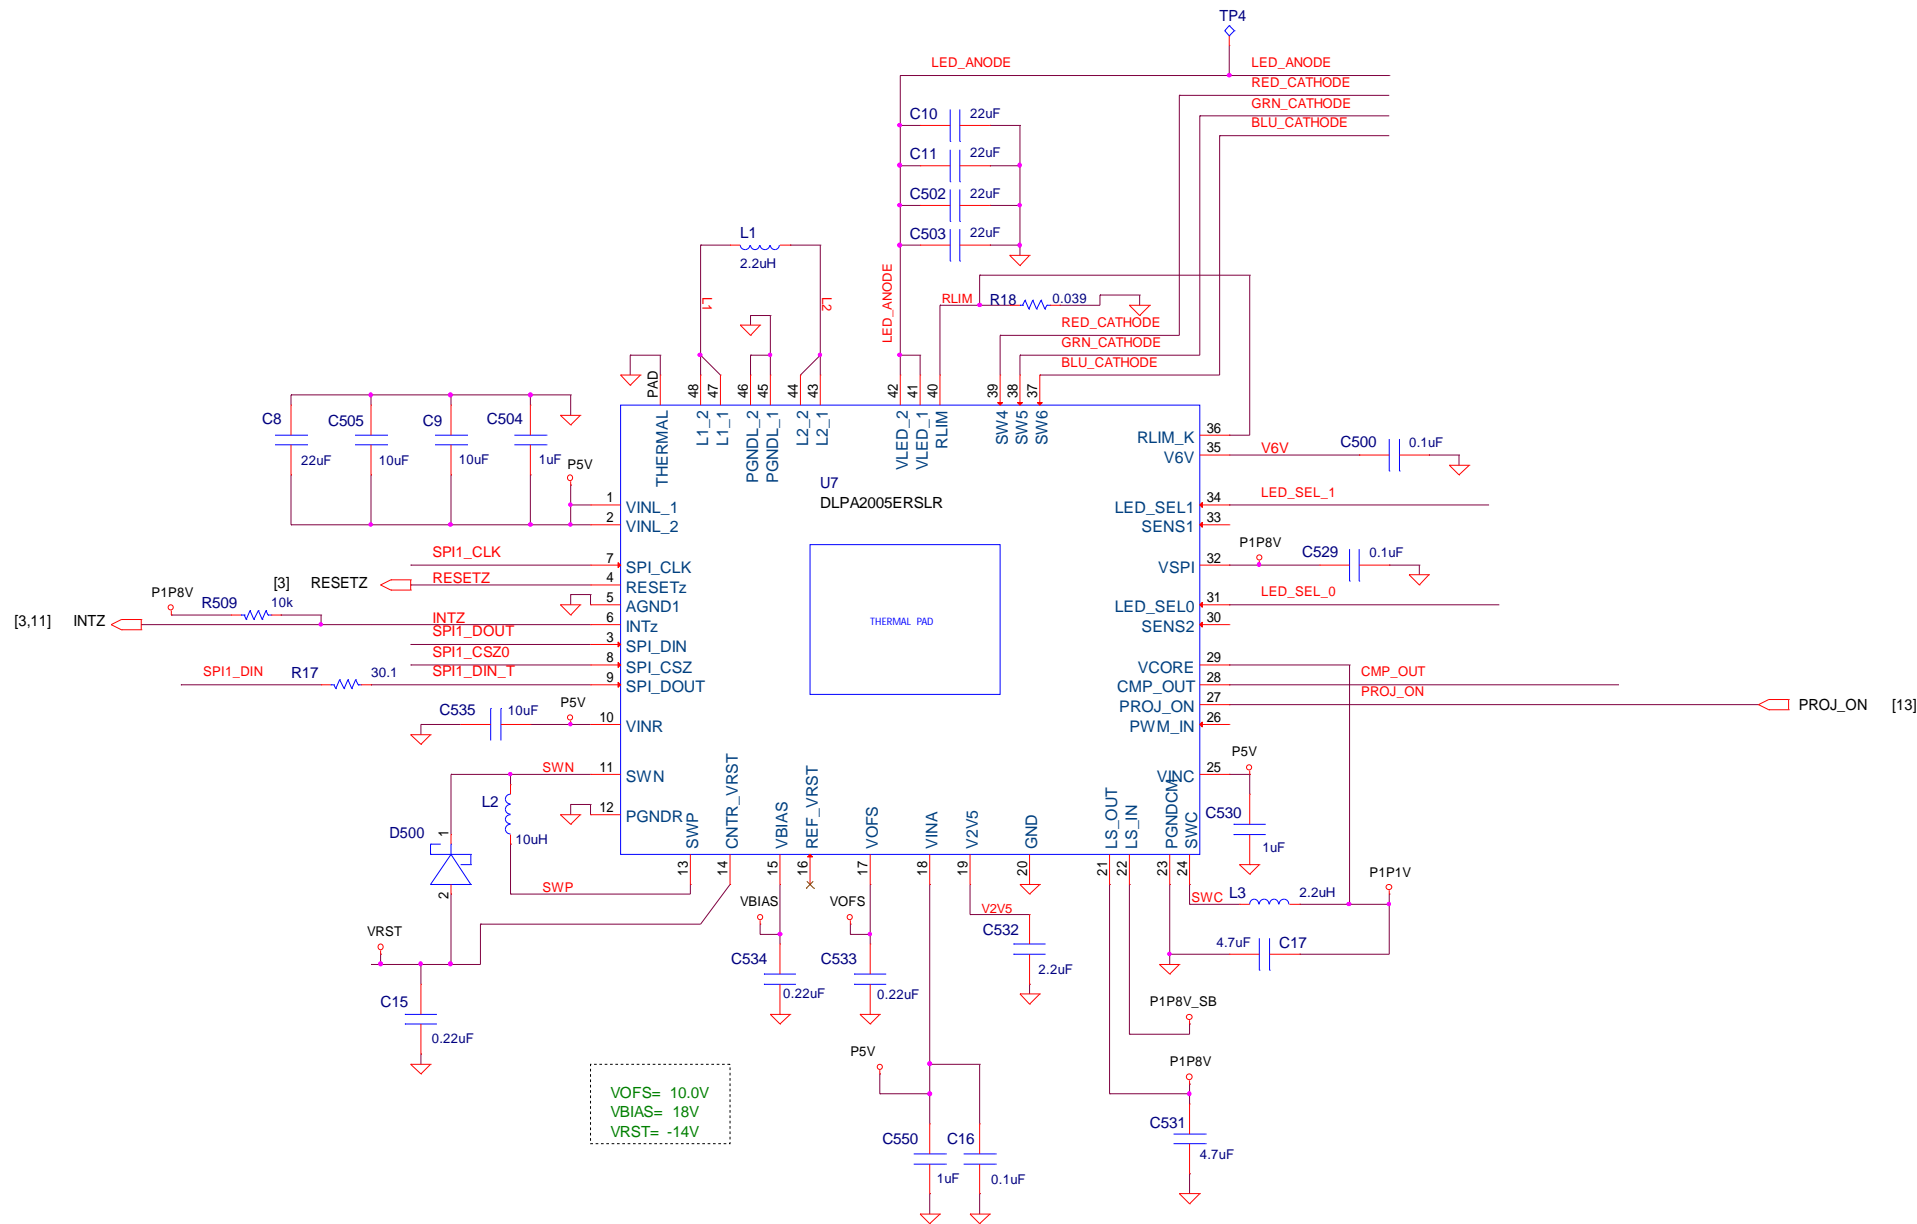 TP4
LED_ANODE
LED_ANODE
RED_CATHODE
GRN_CATHODE
BLU_CATHODE
C10
22uF
C11
22uF
C502
22uF
C503
22uF
L1
2.2uH
L1
L2
LED_ANODE
RLIM
R18
0.039
RED_CATHODE
GRN_CATHODE
BLU_CATHODE
PAD
48
47
46
45
44
43
42
41
40
39
38
37
THERMAL
L1_2
L1_1
PGNDL_2
PGNDL_1
L2_2
L2_1
VLED_2
VLED_1
RLIM
SW4
SW5
SW6
C8
22uF
C505
10uF
C9
10uF
C504
1uF
P5V
U7
DLPA2005ERSLR
THERMAL PAD
1
VINL_1
2
VINL_2
SPI1_CLK
7
SPI_CLK
[3]
RESETZ
RESETZ
4
RESETz
5
AGND1
P1P8V
R509
10k
[3,11]
INTZ
INTZ
6
INTz
SPI1_DOUT
3
SPI_DIN
SPI1_CSZ0
8
SPI_CSZ
SPI1_DIN
R17
30.1
SPI1_DIN_T
9
SPI_DOUT
C535
10uF
P5V
10
VINR
SWN
11
SWN
L2
10uH
12
PGNDR
D500
1
2
SWP
VRST
C15
0.22uF
36
RLIM_K
35
V6V
V6V
C500
0.1uF
34
LED_SEL1
LED_SEL_1
33
SENS1
32
VSPI
P1P8V
C529
0.1uF
31
LED_SEL0
LED_SEL_0
30
SENS2
29
VCORE
28
CMP_OUT
CMP_OUT
27
PROJ_ON
PROJ_ON
PROJ_ON
[13]
26
PWM_IN
25
VINC
P5V
C530
1uF
SWP
CNTR_VRST
VBIAS
REF_VRST
VOFS
VINA
V2V5
GND
LS_OUT
LS_IN
PGNDCM
SWC
13
14
15
16
17
18
19
20
21
22
23
24
VBIAS
C534
0.22uF
VOFS
C533
0.22uF
V2V5
C532
2.2uF
SWC
L3
2.2uH
P1P1V
4.7uF
C17
P1P8V_SB
P1P8V
C531
4.7uF
P5V
C550
1uF
C16
0.1uF
VOFS= 10.0V
VBIAS= 18V
VRST= -14V